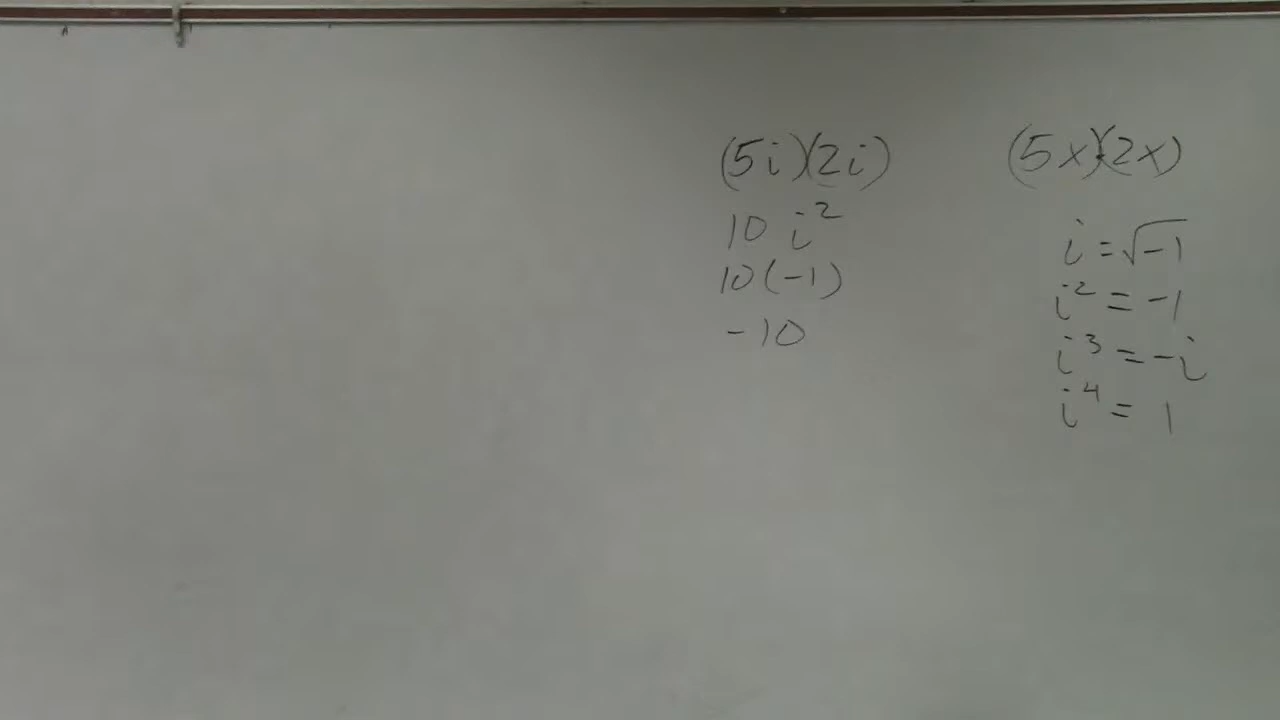 (5i)(2i)
10 i²
10(-1)
-10
(5x)(2x)
i = √-1
i² = -1
i³ = -i
i⁴ = 1